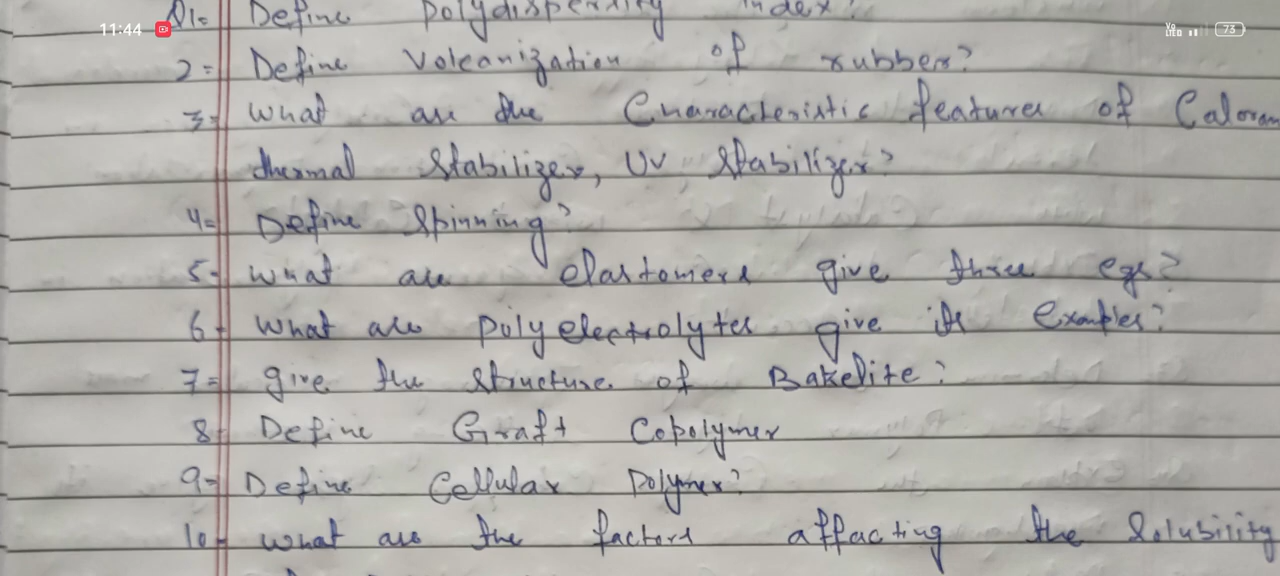 11:44
73
Q1= Define polydispersity index?
2= Define Volcanization of rubber?
3= What are the Characteristic features of
thermal stabilizer, UV stabilizer?
4= Define Spinning?
5- What are elastomers give three egs?
6- What are polyelectrolytes give its examples?
7= give the structure of Bakelite?
8- Define Graft Copolymer
9- Define Cellular Polymer?
10- What are the factors affacting the Solubility